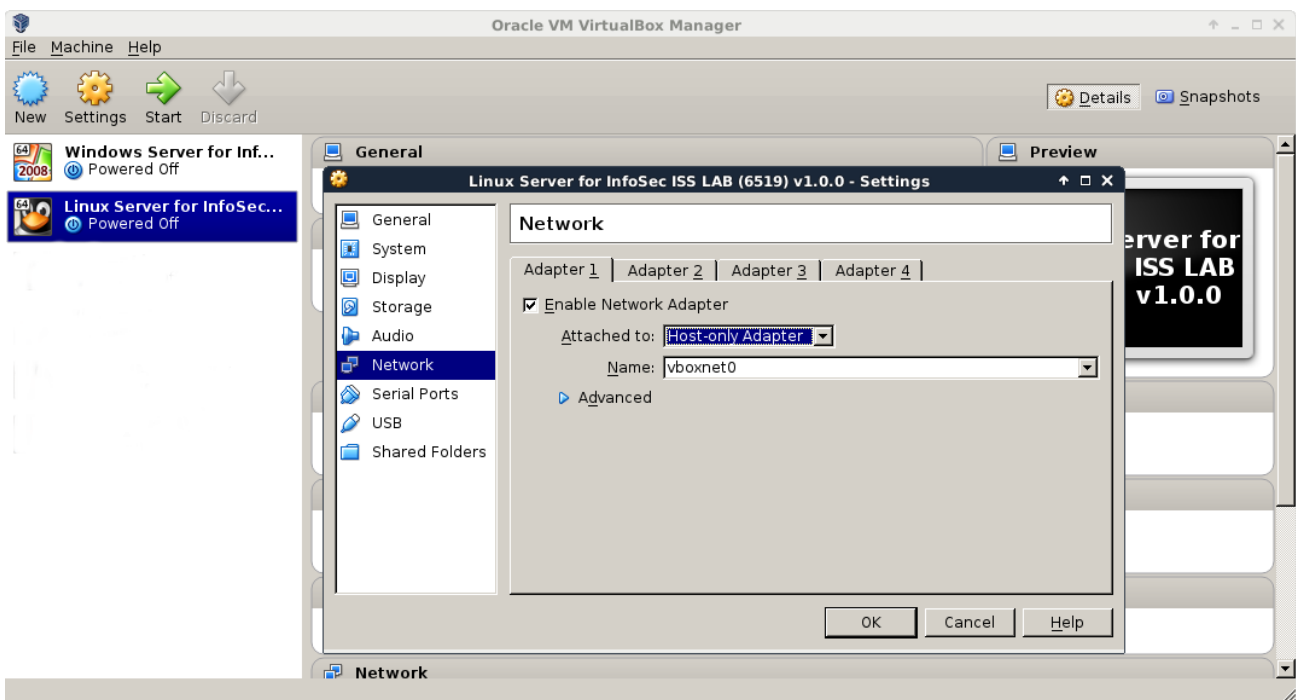 Oracle VM VirtualBox Manager
File Machine Help
New Settings Start Discard
Details Snapshots
64
2008
Windows Server for Inf...
Powered Off
64
Linux Server for InfoSec...
Powered Off
General
Preview
erver for
ISS LAB
v1.0.0
Linux Server for InfoSec ISS LAB (6519) v1.0.0 - Settings
General
System
Display
Storage
Audio
Network
Serial Ports
USB
Shared Folders
Network
Adapter 1 Adapter 2 Adapter 3 Adapter 4
Enable Network Adapter
Attached to: Host-only Adapter
Name: vboxnet0
Advanced
OK Cancel Help
Network